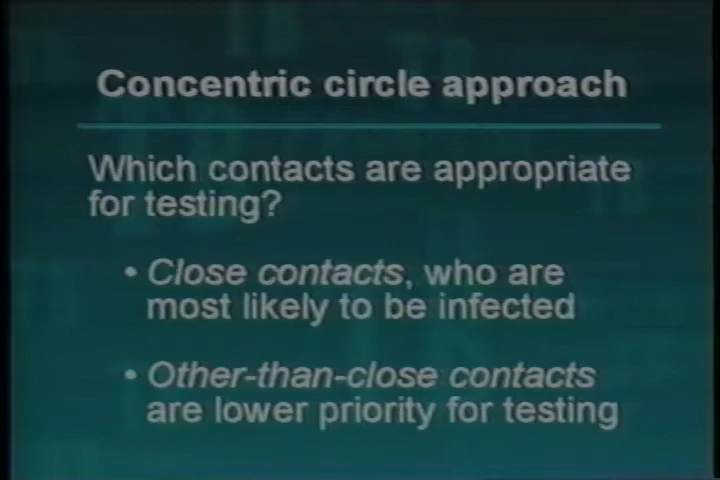 Concentric circle approach
Which contacts are appropriate
for testing?
• Close contacts, who are
most likely to be infected
• Other-than-close contacts
are lower priority for testing